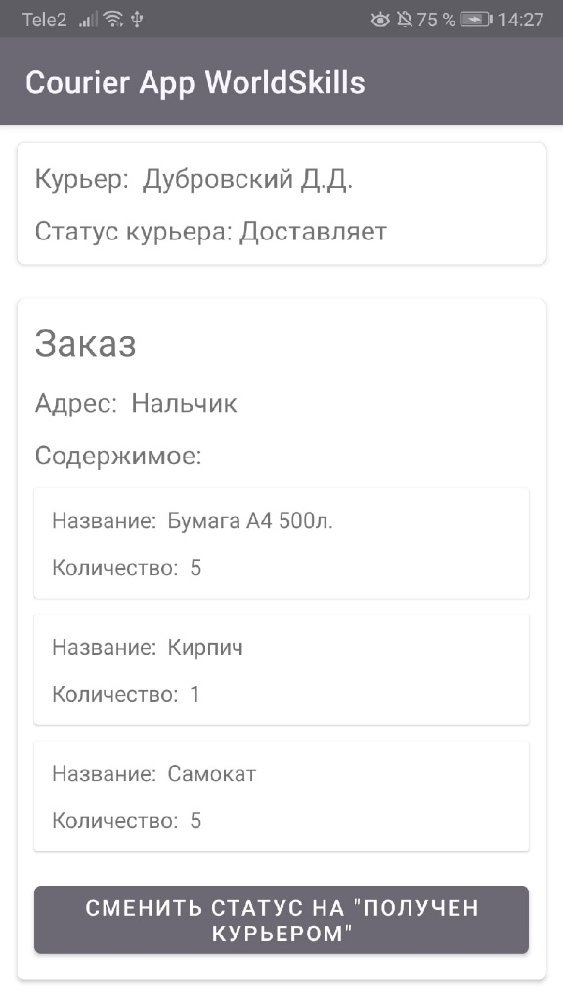 Tele2 75 % 14:27
Courier App WorldSkills
Курьер: Дубровский Д.Д.
Статус курьера: Доставляет
Заказ
Адрес: Нальчик
Содержимое:
Название: Бумага А4 500л.
Количество: 5
Название: Кирпич
Количество: 1
Название: Самокат
Количество: 5
СМЕНИТЬ СТАТУС НА "ПОЛУЧЕН
КУРЬЕРОМ"